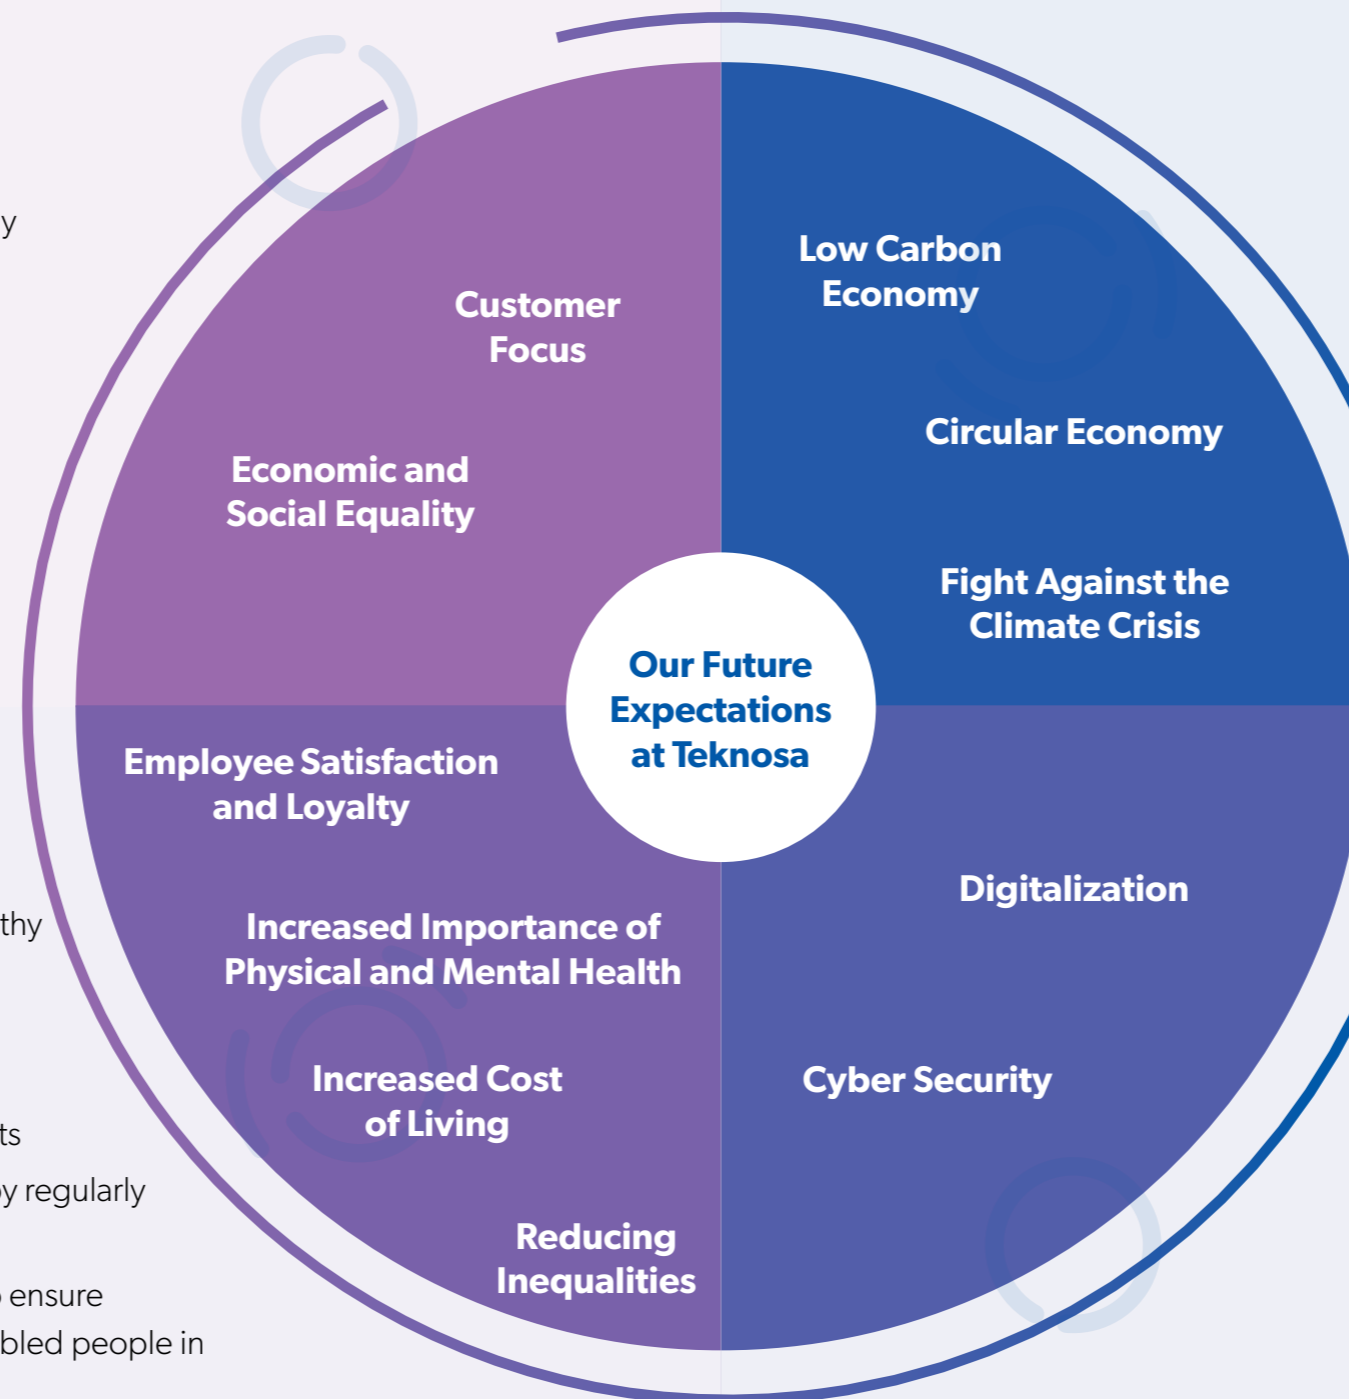 y
Customer
Focus
Economic and
Social Equality
Low Carbon
Economy
Circular Economy
Fight Against the
Climate Crisis
Our Future
Expectations
at Teknosa
Employee Satisfaction
and Loyalty
Increased Importance of
Physical and Mental Health
Increased Cost
of Living
Reducing
Inequalities
Digitalization
Cyber Security
thy
ts
y regularly
ensure
bled people in